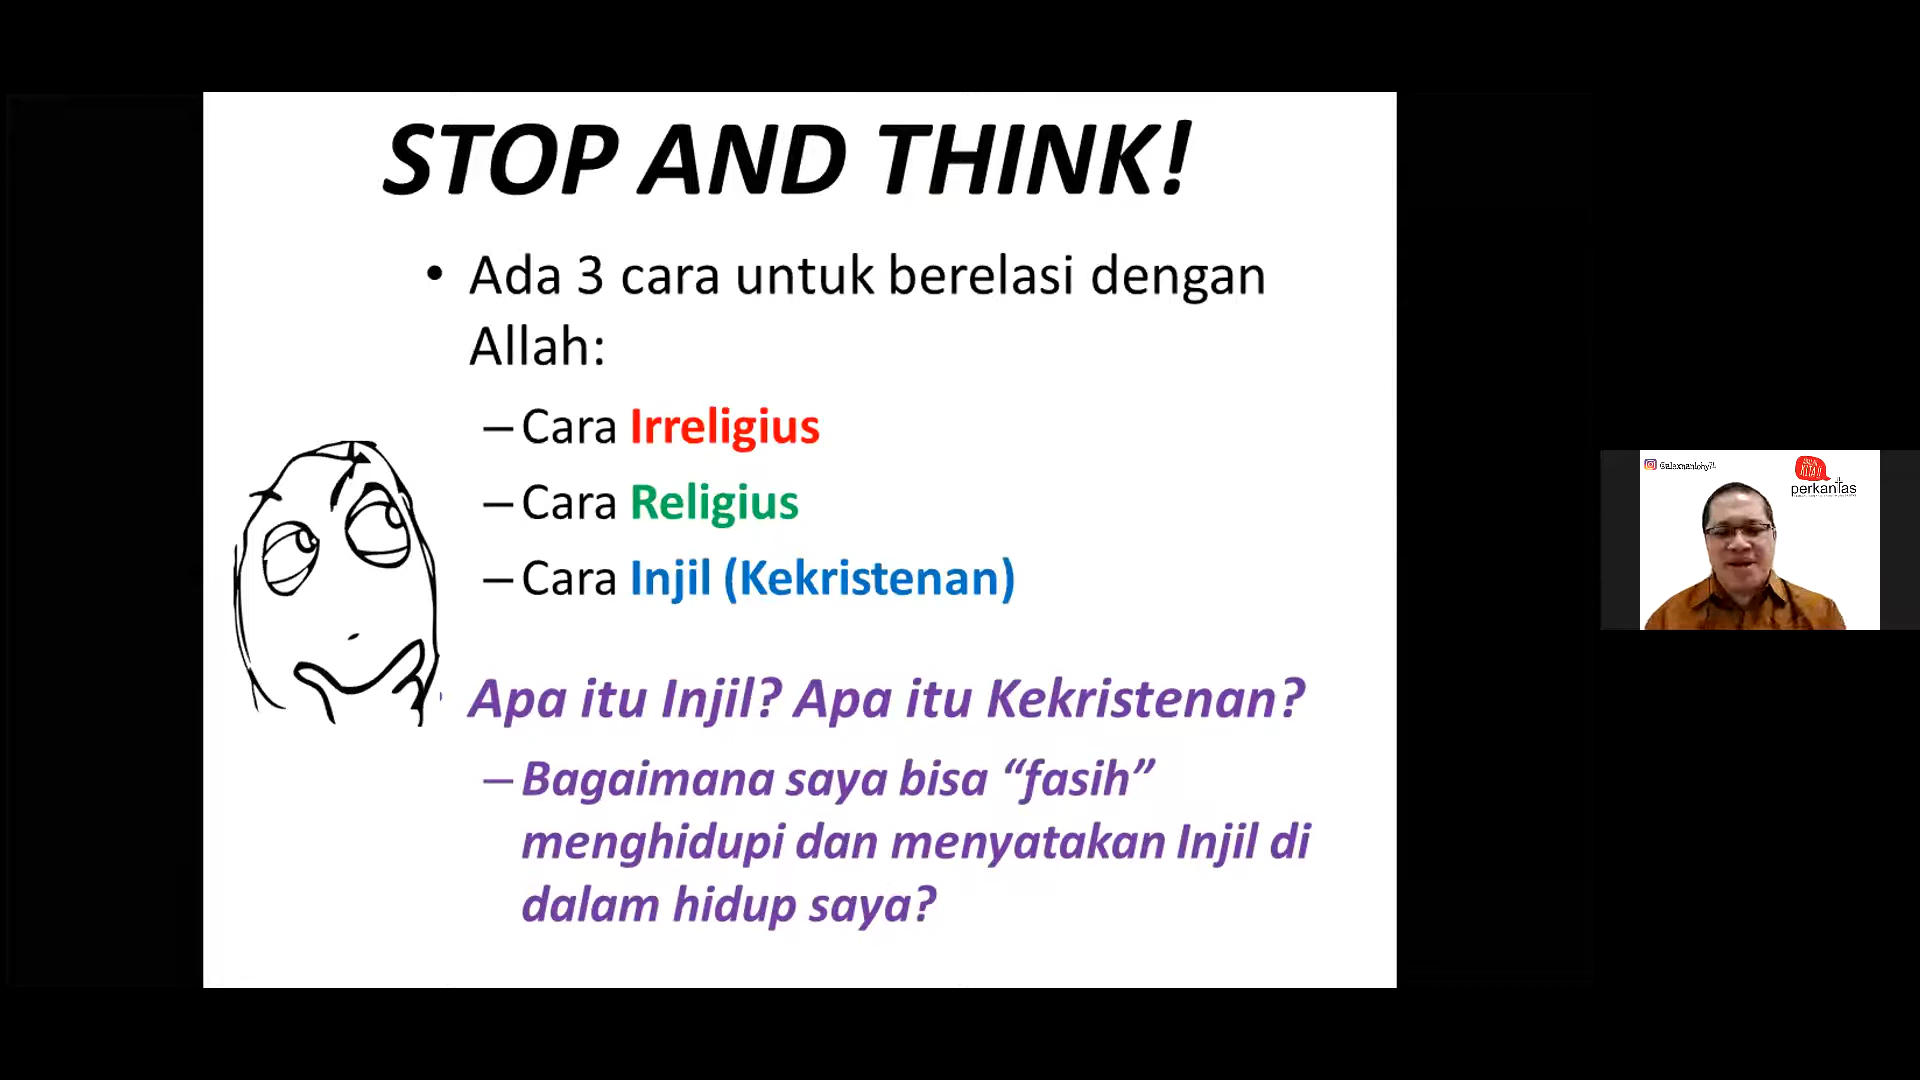 STOP AND THINK!
• Ada 3 cara untuk berelasi dengan
Allah:
– Cara Irreligius
– Cara Religius
– Cara Injil (Kekristenan)
Apa itu Injil? Apa itu Kekristenan?
– Bagaimana saya bisa “fasih”
menghidupi dan menyatakan Injil di
dalam hidup saya?
perkantas